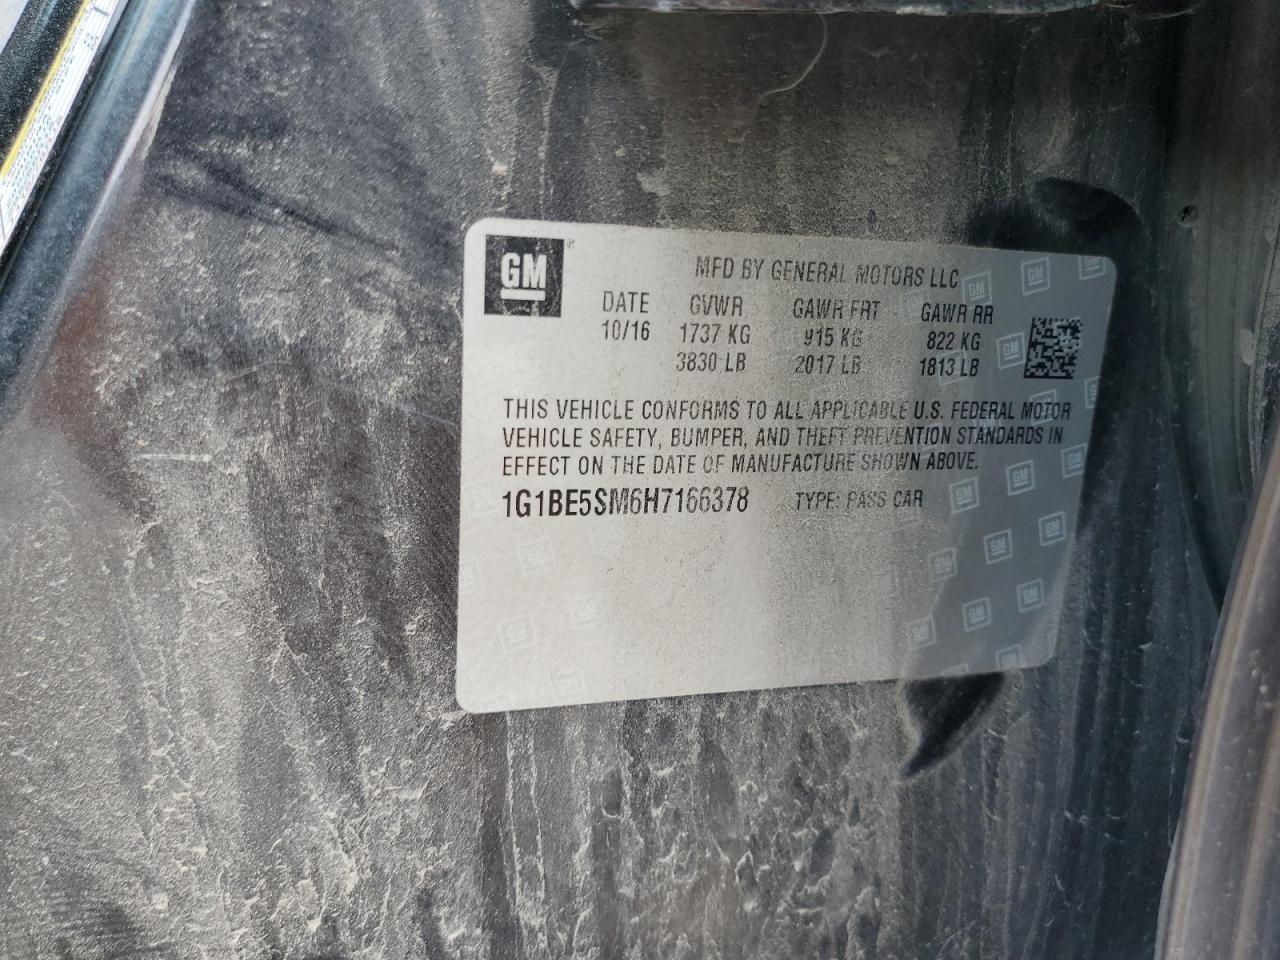 GM
MFD BY GENERAL MOTORS LLC
DATE GVWR GAWR FRT GAWR RR
10/16 1737 KG 915 KG 822 KG
3830 LB 2017 LB 1813 LB
THIS VEHICLE CONFORMS TO ALL APPLICABLE U.S. FEDERAL MOTOR
VEHICLE SAFETY, BUMPER, AND THEFT PREVENTION STANDARDS IN
EFFECT ON THE DATE OF MANUFACTURE SHOWN ABOVE.
1G1BE5SM6H7166378 TYPE: PASS CAR